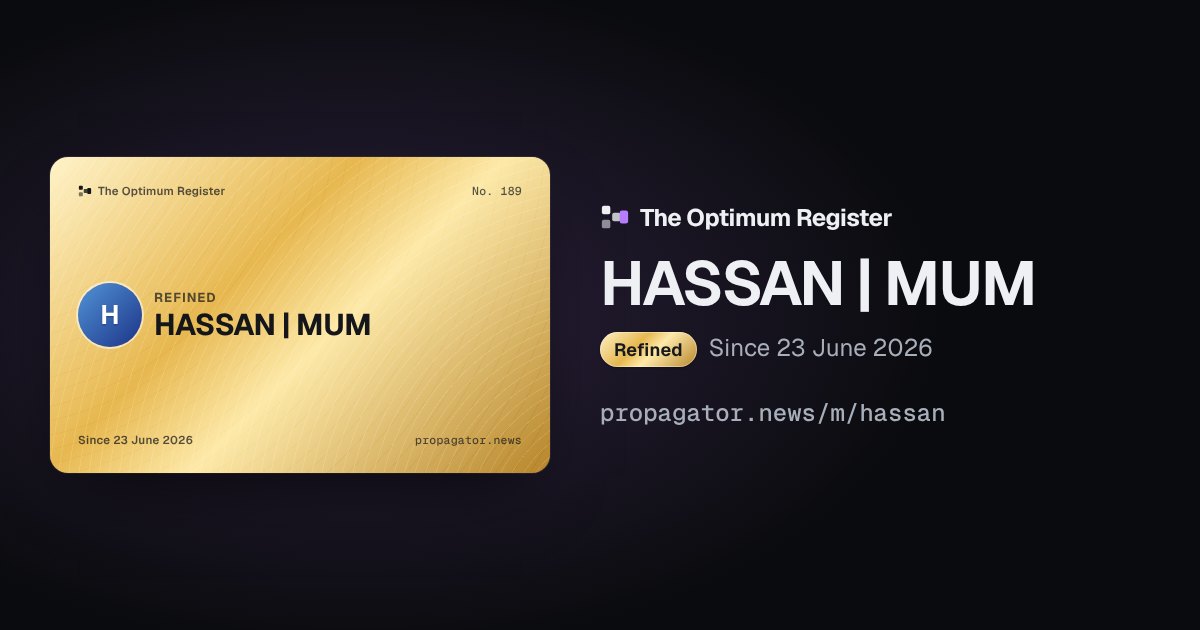 The Optimum Register
No. 189
H
REFINED
HASSAN | MUM
Since 23 June 2026
propagator.news
The Optimum Register
HASSAN | MUM
Refined
Since 23 June 2026
propagator.news/m/hassan